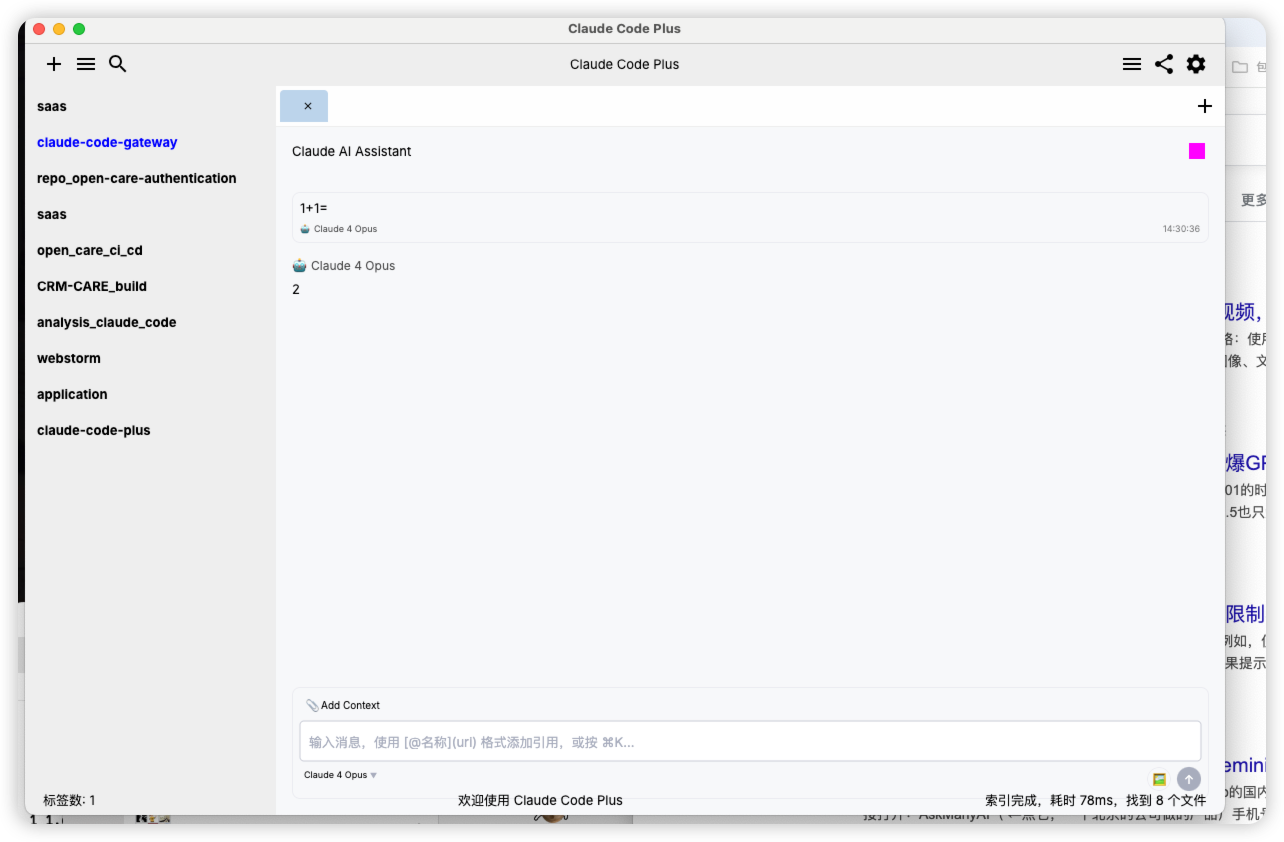 Claude Code Plus
Claude Code Plus
saas
claude-code-gateway
repo_open-care-authentication
saas
open_care_ci_cd
CRM-CARE_build
analysis_claude_code
webstorm
application
claude-code-plus
Claude AI Assistant
1+1=
Claude 4 Opus
14:30:36
Claude 4 Opus
2
Add Context
输入消息，使用 [@名称](url) 格式添加引用，或按 ⌘K...
Claude 4 Opus
标签数: 1
欢迎使用 Claude Code Plus
索引完成，耗时 78ms，找到 8 个文件
更多
视频，
像、文
爆GP
01的时
.5也只
限制
果提示
emini
的国内
手机号